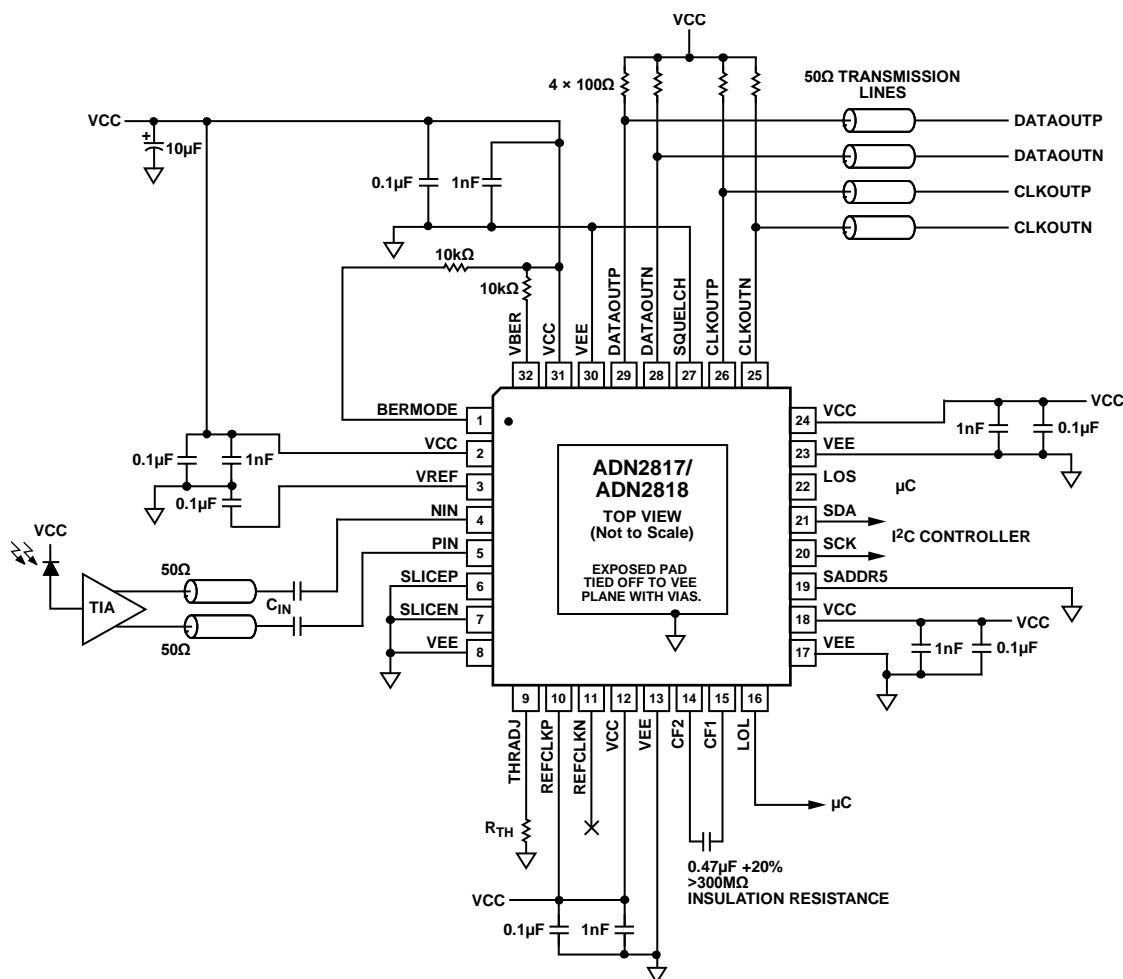 VCC
4 × 100Ω
50Ω TRANSMISSION
LINES
DATAOUTP
DATAOUTN
CLKOUTP
CLKOUTN
VCC
+
10µF
0.1µF
1nF
10kΩ
10kΩ
VBER
VCC
VEE
DATAOUTP
DATAOUTN
SQUELCH
CLKOUTP
CLKOUTN
32
31
30
29
28
27
26
25
BERMODE
1
VCC
2
VREF
3
NIN
4
PIN
5
SLICEP
6
SLICEN
7
VEE
8
0.1µF
1nF
0.1µF
VCC
TIA
50Ω
50Ω
CIN
ADN2817/
ADN2818
TOP VIEW
(Not to Scale)
EXPOSED PAD
TIED OFF TO VEE
PLANE WITH VIAS.
24
VCC
23
VEE
22
LOS
21
SDA
20
SCK
19
SADDR5
18
VCC
17
VEE
VCC
1nF
0.1µF
µC
I2C CONTROLLER
VCC
1nF
0.1µF
9
10
11
12
13
14
15
16
THRADJ
REFCLKP
REFCLKN
VCC
VEE
CF2
CF1
LOL
RTH
µC
0.47µF +20%
>300MΩ
INSULATION RESISTANCE
VCC
0.1µF
1nF